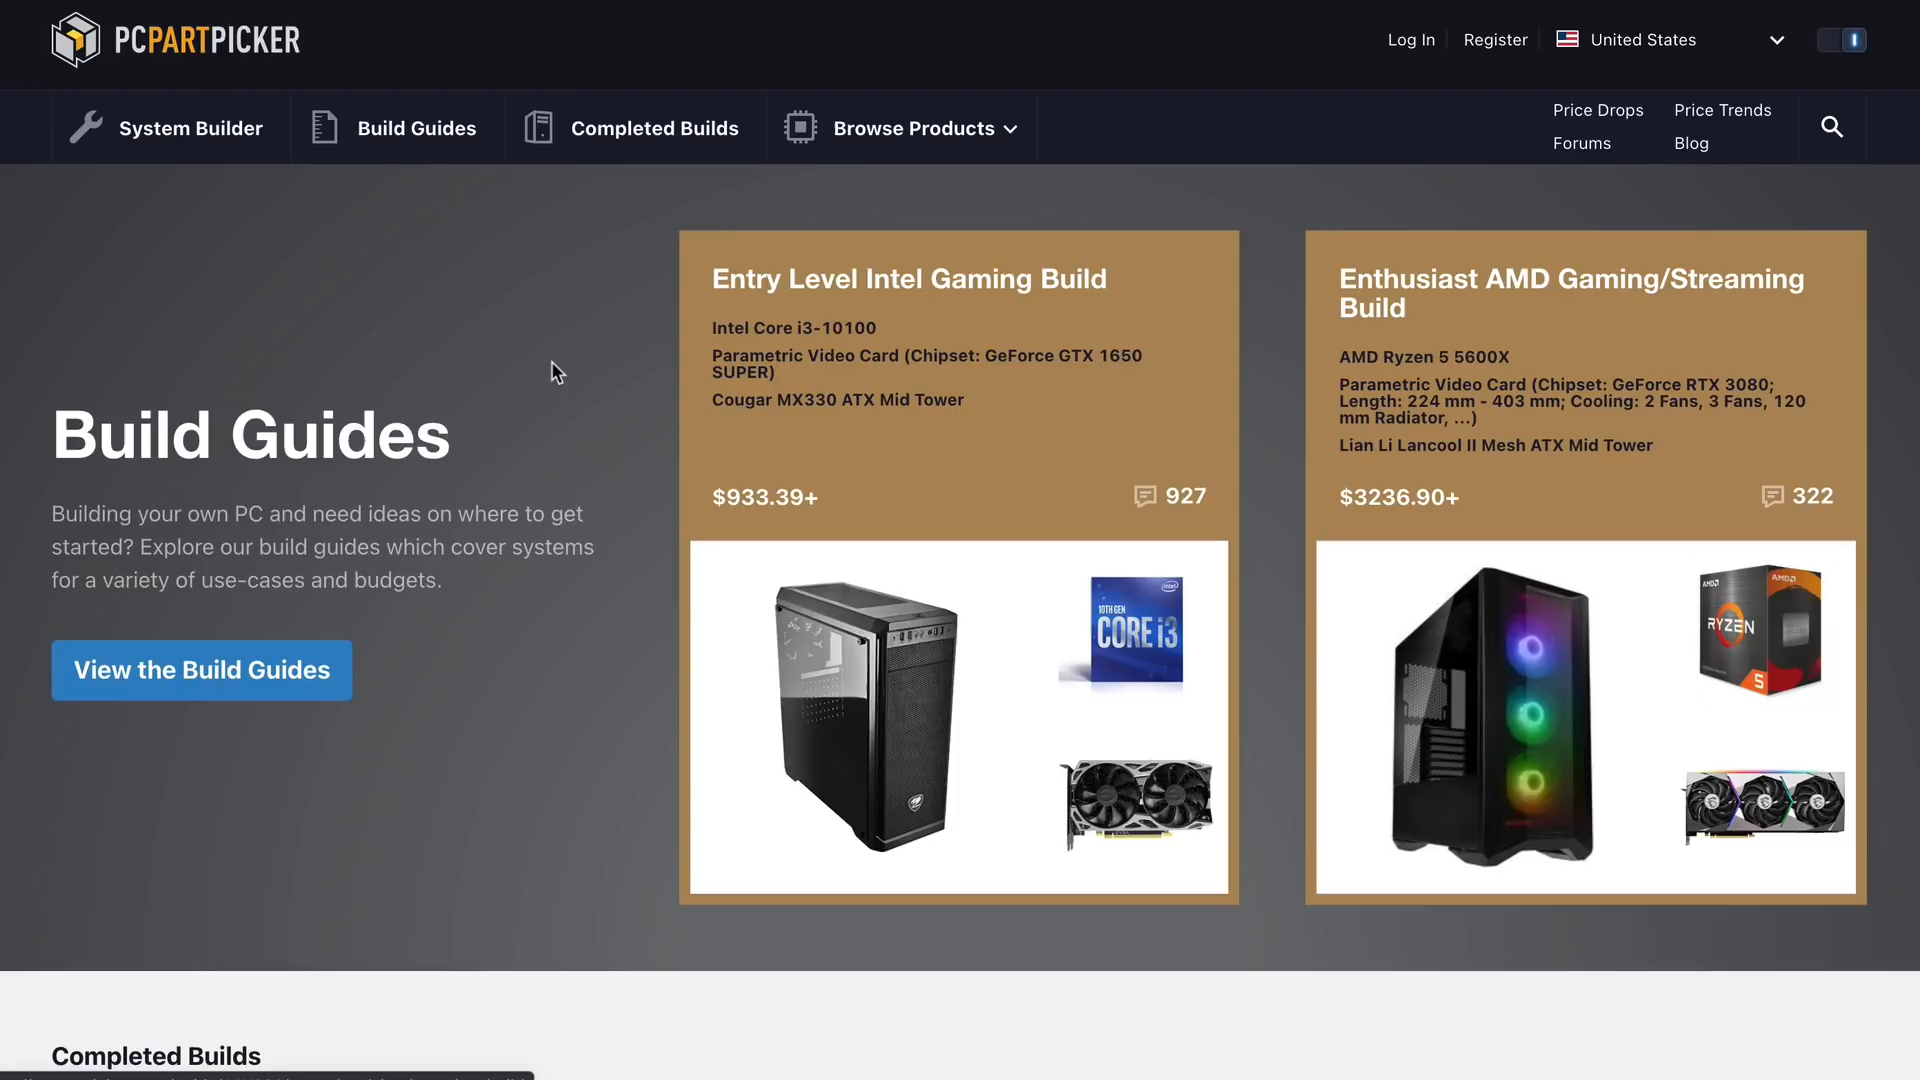 PCPARTPICKER
Log In
Register
United States
System Builder
Build Guides
Completed Builds
Browse Products
Price Drops
Price Trends
Forums
Blog
Build Guides
Building your own PC and need ideas on where to get
started? Explore our build guides which cover systems
for a variety of use-cases and budgets.
View the Build Guides
Entry Level Intel Gaming Build
Intel Core i3-10100
Parametric Video Card (Chipset: GeForce GTX 1650
SUPER)
Cougar MX330 ATX Mid Tower
$933.39+
927
intel
10TH GEN
CORE i3
Enthusiast AMD Gaming/Streaming
Build
AMD Ryzen 5 5600X
Parametric Video Card (Chipset: GeForce RTX 3080;
Length: 224 mm - 403 mm; Cooling: 2 Fans, 3 Fans, 120
mm Radiator, ...)
Lian Li Lancool II Mesh ATX Mid Tower
$3236.90+
322
AMD
AMD
RYZEN
5
Completed Builds